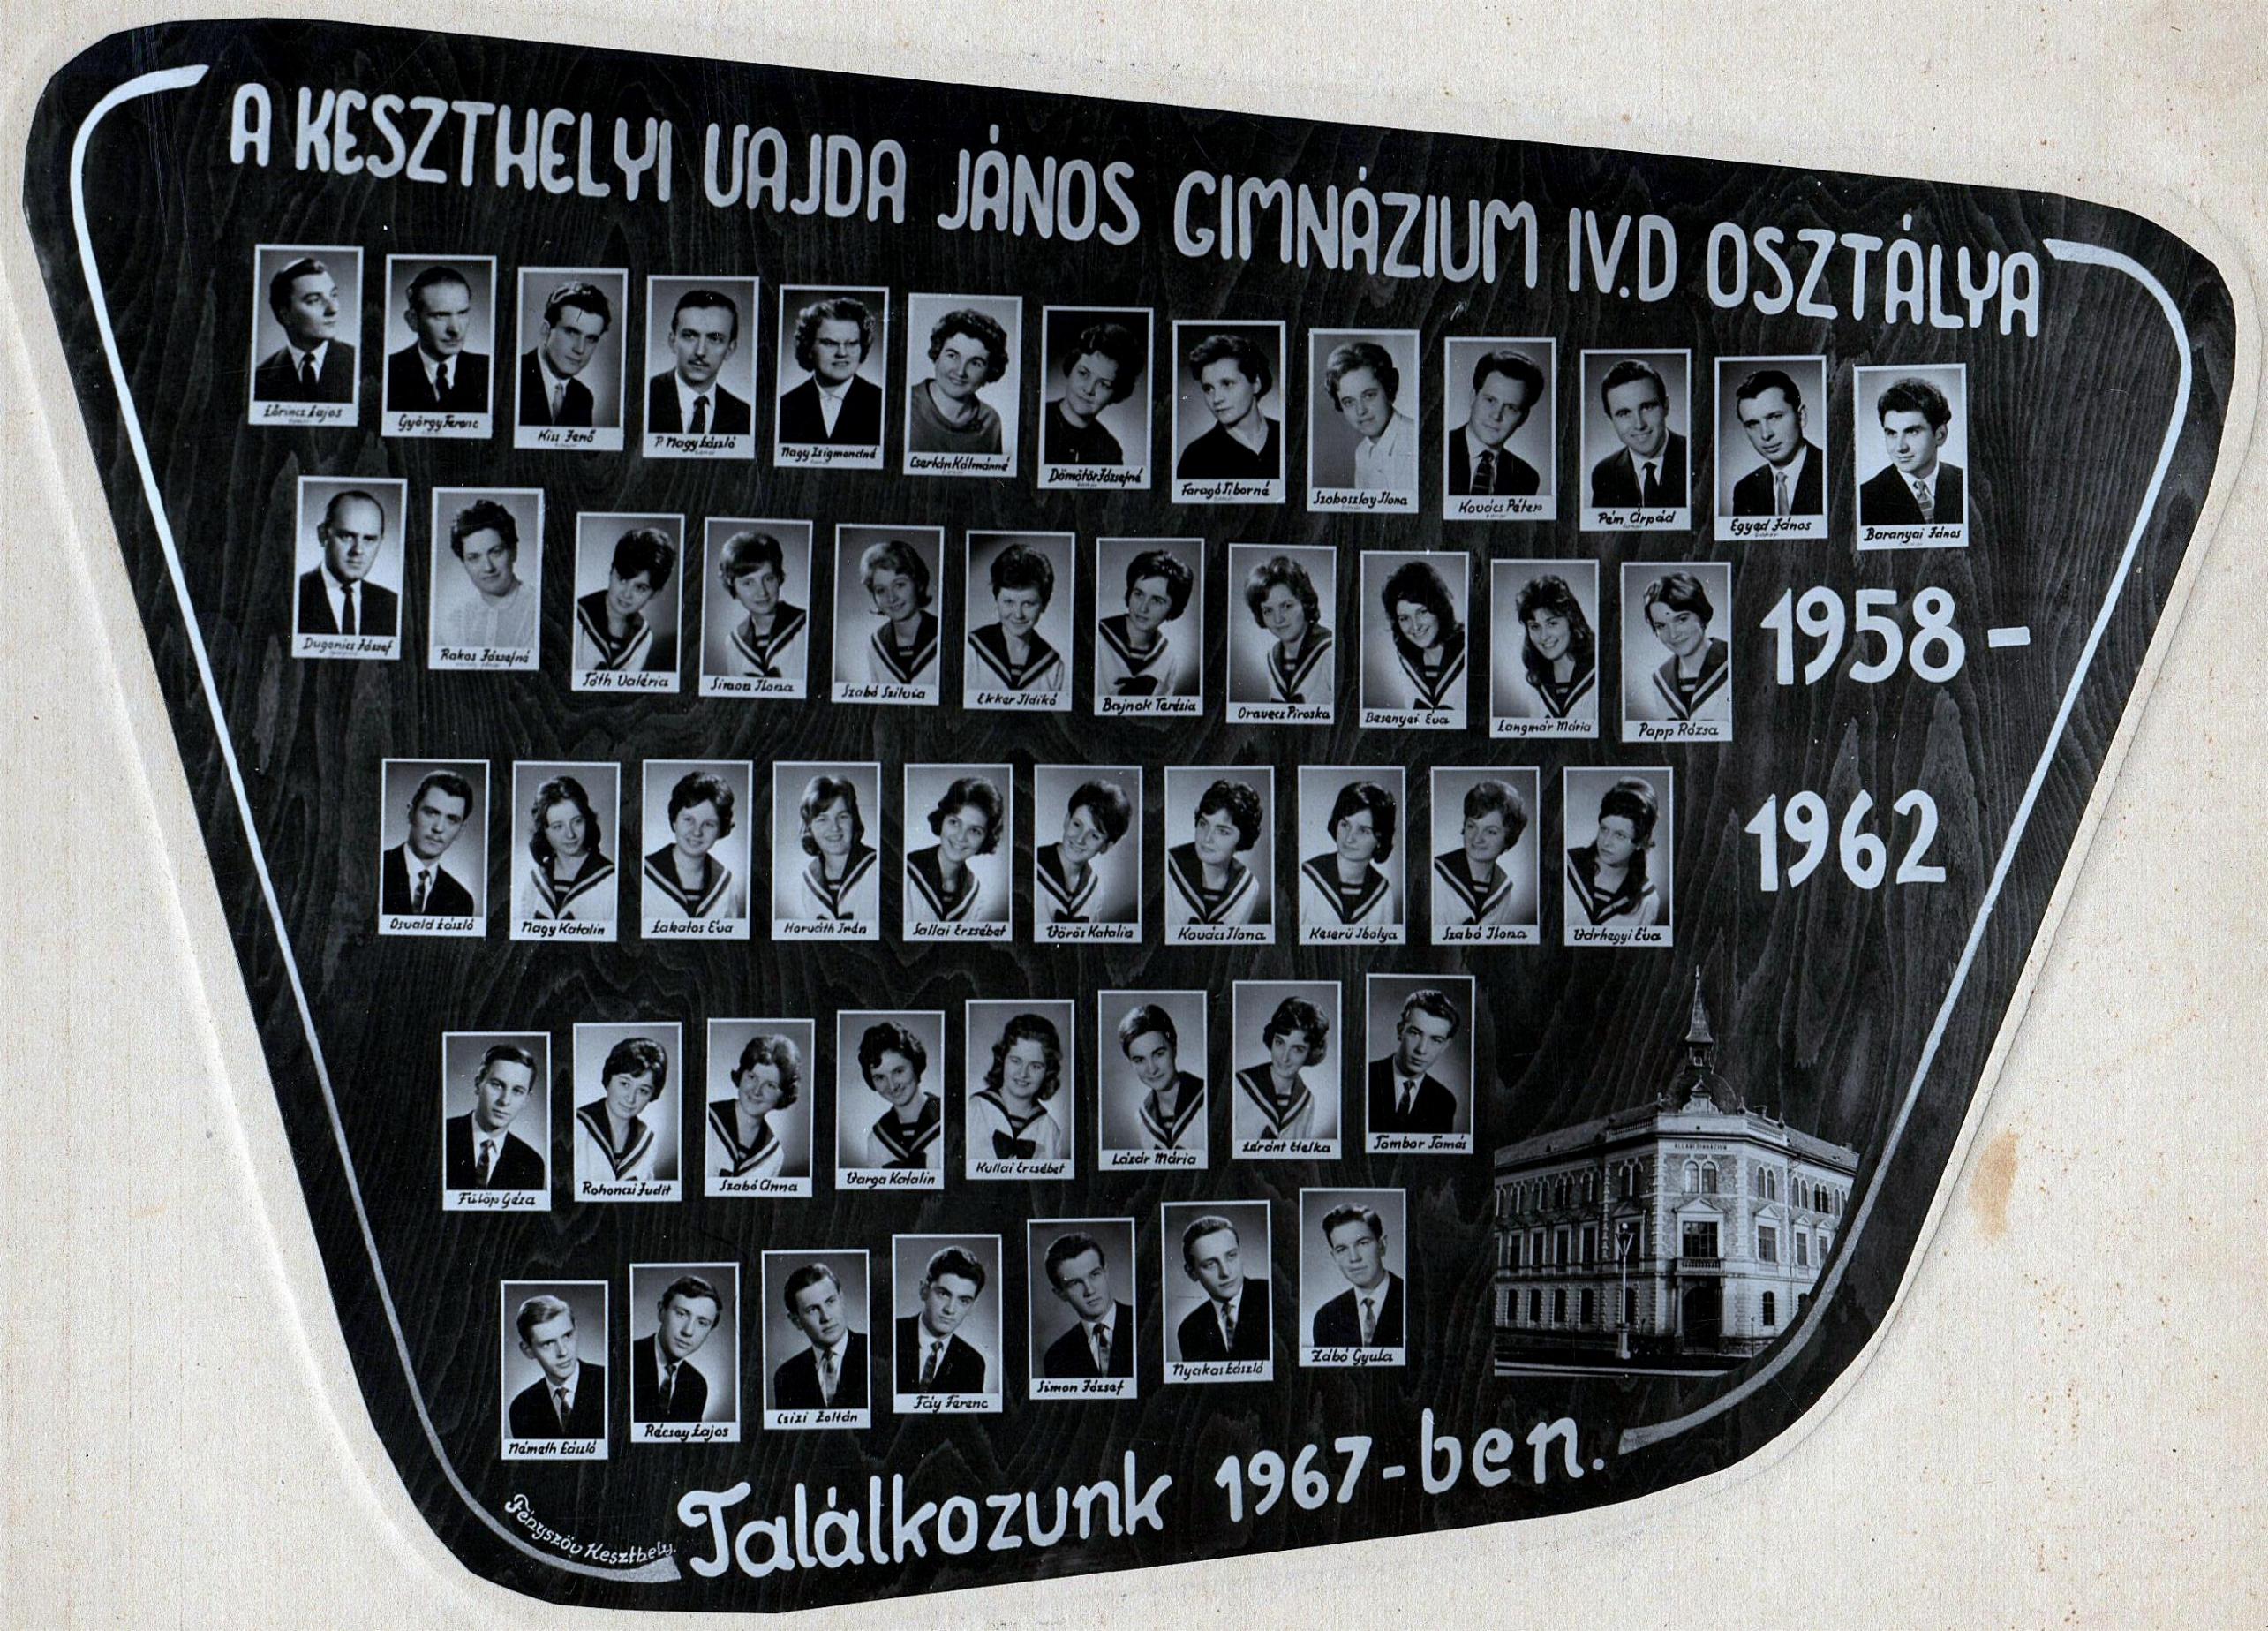 A KESZTHELYI VAJDA JÁNOS GIMNÁZIUM IV.D OSZTÁLYA
Lőrincz Lajos
György Ferenc
Kiss Jenő
P. Nagy László
Nagy Zsigmondné
Csertán Kálmánné
Dömötör Józsefné
Faragó Tiborné
Szoboszlay Ilona
Kovács Péter
Pém Árpád
Egyed János
Baranyai János
Dugonics József
Rakos Józsefné
Tóth Valéria
Simon Ilona
Szabó Szilvia
Ekker Ildikó
Bajnok Terézia
Oravecz Piroska
Besenyei Éva
Langmár Mária
Papp Rózsa
1958 -
1962
Osvald László
Nagy Katalin
Lakatos Éva
Horváth Irén
Sallai Erzsébet
Vörös Katalin
Kovács Ilona
Keserü Ibolya
Szabó Ilona
Várhegyi Éva
Fülöp Géza
Rohonczi Judit
Szabó Anna
Varga Katalin
Kullai Erzsébet
Lázár Mária
Lóránt Etelka
Tombor Tamás
ÁLLAMI GIMNÁZIUM
Németh László
Récsey Lajos
Csizi Zoltán
Fáy Ferenc
Simon József
Nyakas László
Zábó Gyula
Fényszöv Keszthely.
Találkozunk 1967-ben.